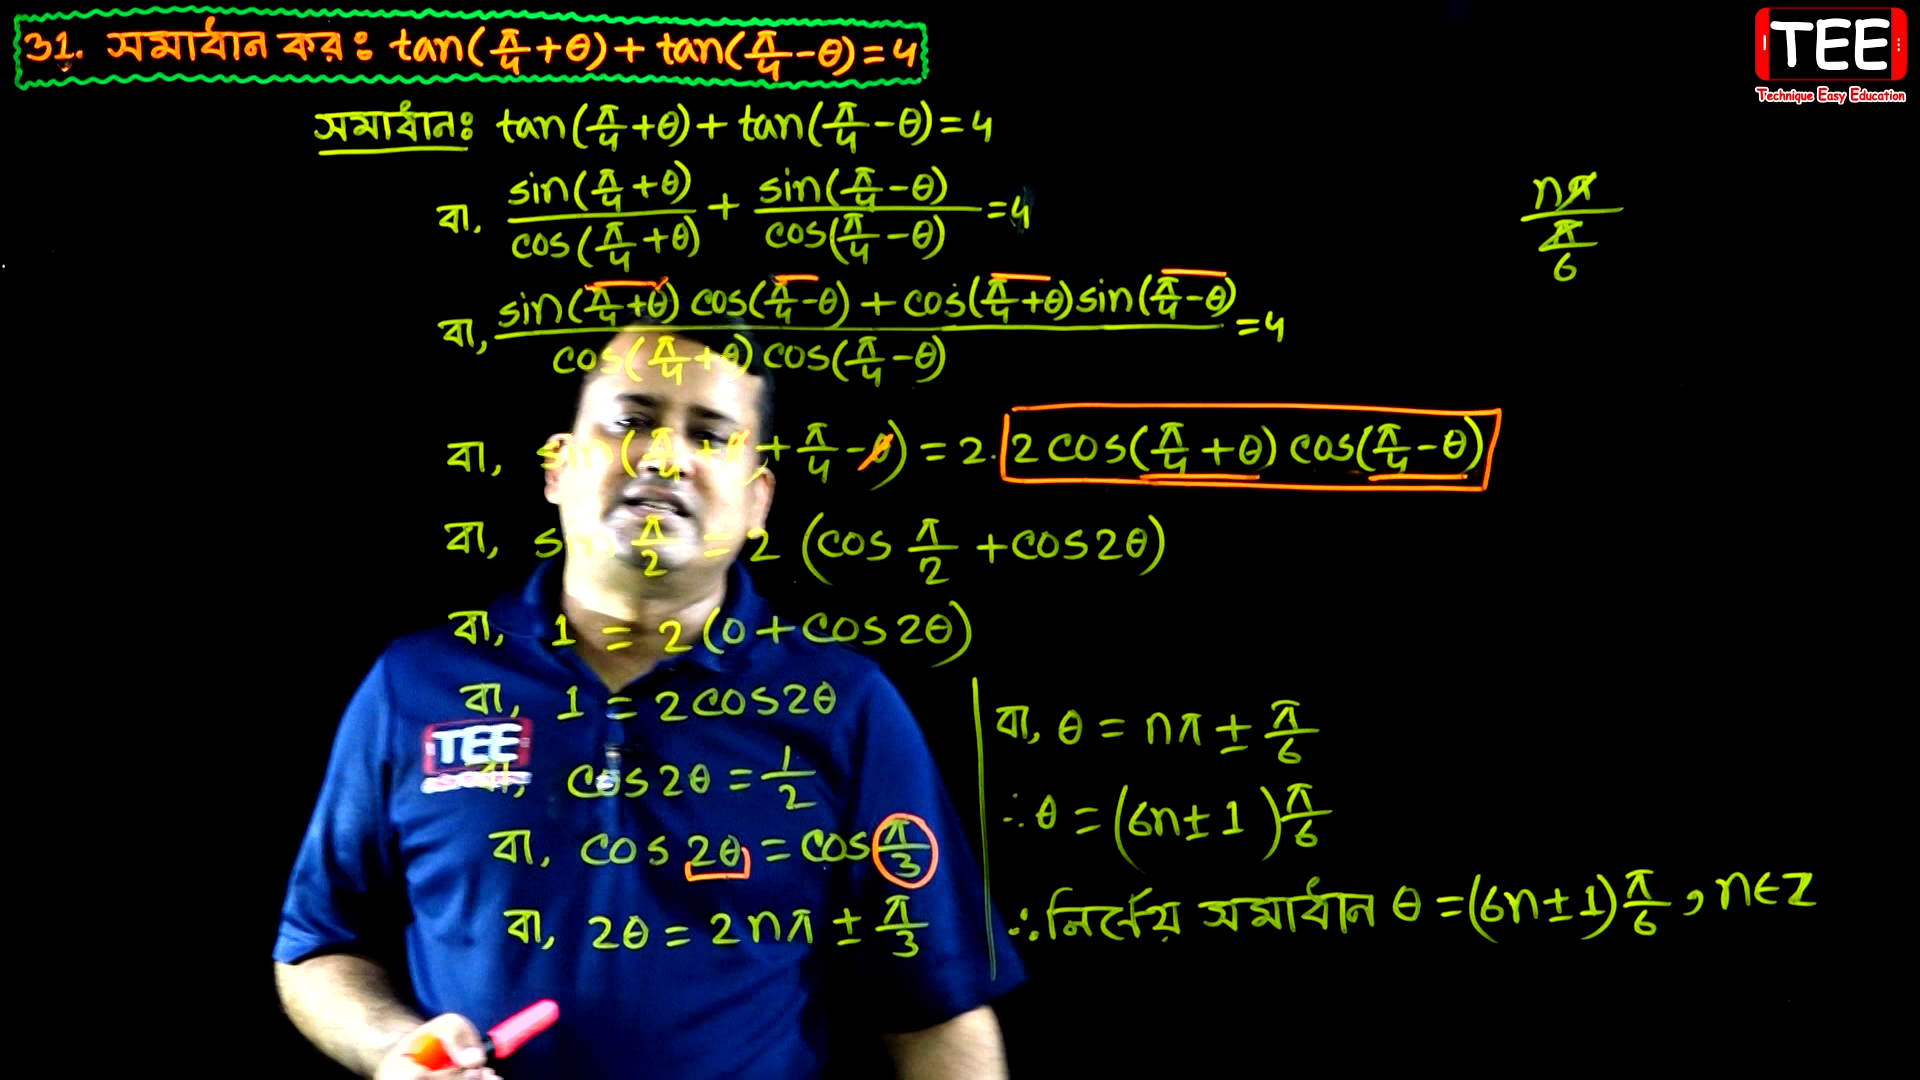 31. সমাধান কর: tan(π/4+θ)+tan(π/4-θ)=4
TEE
Technique Easy Education
সমাধান: tan(π/4+θ)+tan(π/4-θ)=4
বা, sin(π/4+θ)/cos(π/4+θ) + sin(π/4-θ)/cos(π/4-θ) =4
nπ/(π/6)
বা, (sin(π/4+θ) cos(π/4-θ)+cos(π/4+θ)sin(π/4-θ))/(cos(π/4+θ) cos(π/4-θ)) =4
বা, sin(π/4+θ+π/4-θ) = 2. 2cos(π/4+θ) cos(π/4-θ)
বা, sin π/2 = 2 (cos π/2 +cos2θ)
বা, 1 = 2(0+cos2θ)
বা, 1 = 2cos2θ
TEE
বা, cos2θ = 1/2
বা, cos 2θ = cos π/3
বা, 2θ = 2nπ ± π/3
বা, θ = nπ ± π/6
∴ θ = (6n±1)π/6
∴ নির্ণেয় সমাধান θ =(6n±1)π/6, n∈Z